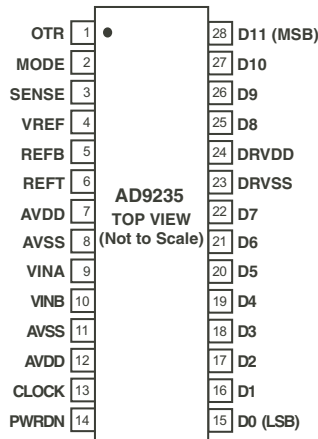 OTR 1 28 D11 (MSB)
MODE 2 27 D10
SENSE 3 26 D9
VREF 4 25 D8
REFB 5 24 DRVDD
REFT 6 23 DRVSS
AD9235
AVDD 7 22 D7
TOP VIEW
AVSS 8 (Not to Scale) 21 D6
VINA 9 20 D5
VINB 10 19 D4
AVSS 11 18 D3
AVDD 12 17 D2
CLOCK 13 16 D1
PWRDN 14 15 D0 (LSB)